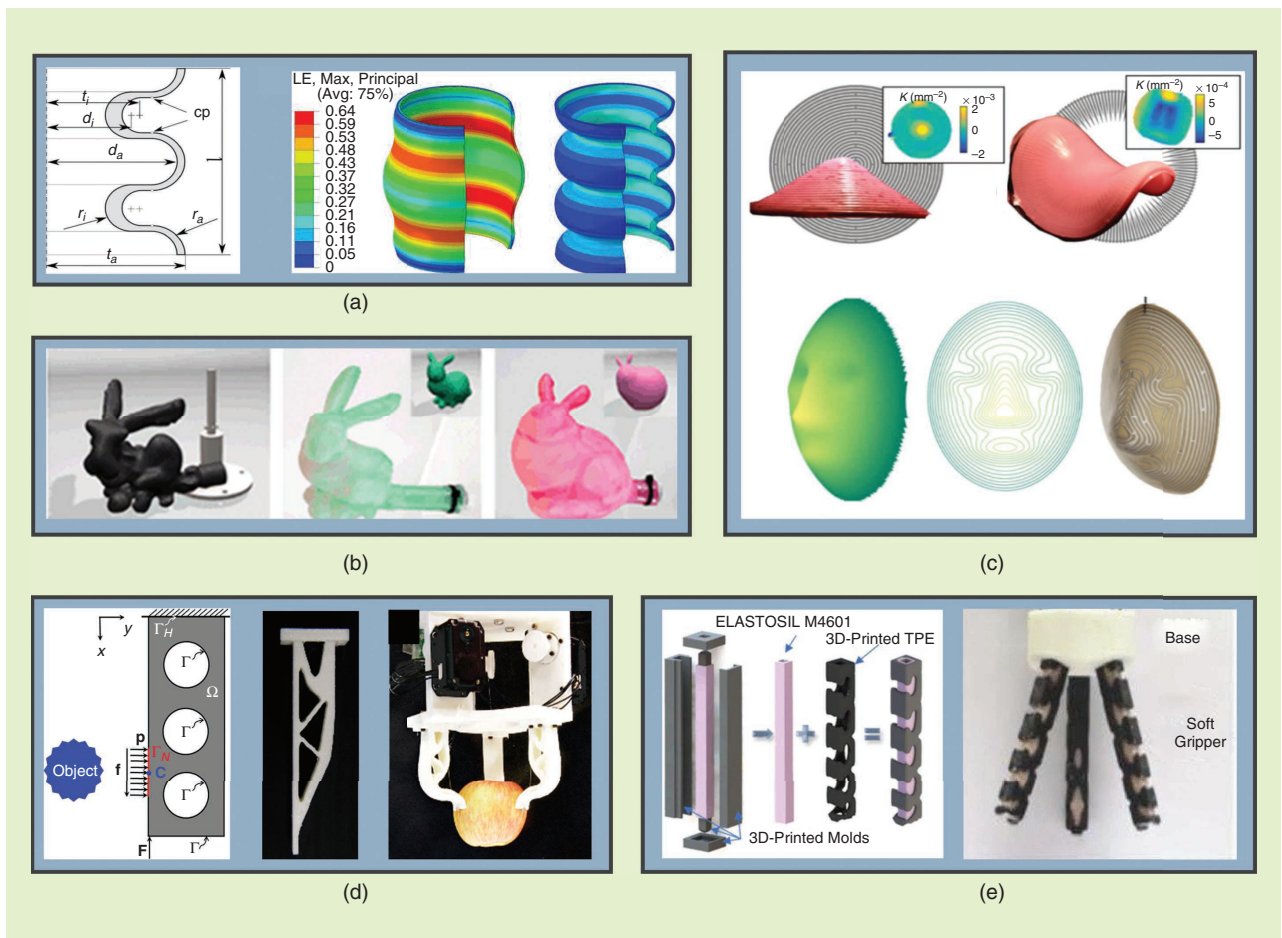 t_i
d_i
cp
d_a
l
r_i
r_a
t_a
LE, Max, Principal
(Avg: 75%)
0.64
0.59
0.53
0.48
0.43
0.37
0.32
0.27
0.21
0.16
0.11
0.05
0
(a)
(b)
K (mm⁻²)
× 10⁻³
2
0
−2
K (mm⁻²)
× 10⁻⁴
5
0
−5
(c)
y
x
Γ_H
Γ
Ω
Γ
p
Γ_N
f
C
Object
Γ
F
Γ
(d)
ELASTOSIL M4601
3D-Printed TPE
3D-Printed Molds
Base
Soft
Gripper
(e)